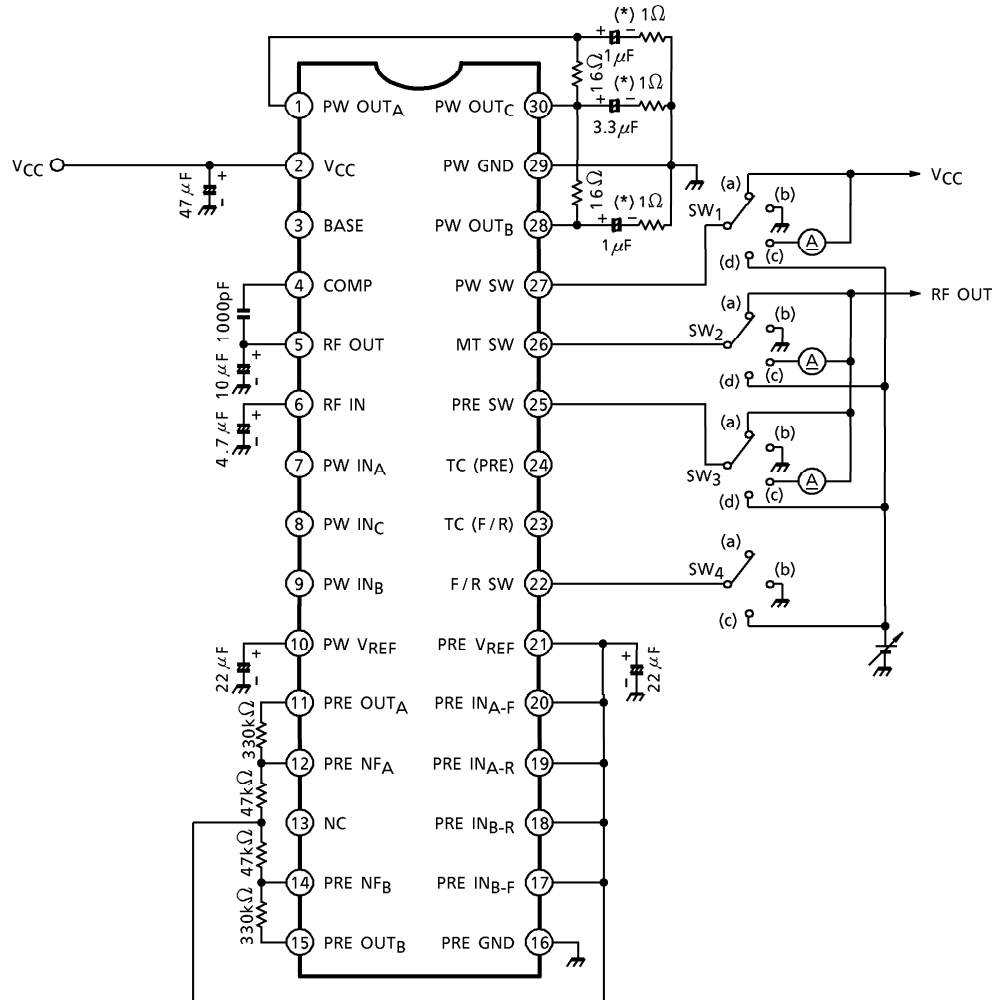 (*) 1Ω
+ −
1μF
16Ω
1 PW OUTA
PW OUTC 30
+ − (*) 1Ω
3.3μF
VCC
2 VCC
PW GND 29
47μF
+
-
16Ω
3 BASE
PW OUTB 28
+ − (*) 1Ω
1μF
SW1
(a)
(b)
(c)
(d)
A
VCC
4 COMP
PW SW 27
1000pF
RF OUT
5 RF OUT
MT SW 26
10μF
+
-
SW2
(a)
(b)
(c)
(d)
A
6 RF IN
PRE SW 25
4.7μF
+
-
SW3
(a)
(b)
(c)
(d)
A
7 PW INA
TC (PRE) 24
8 PW INC
TC (F/R) 23
9 PW INB
F/R SW 22
SW4
(a)
(b)
(c)
10 PW VREF
PRE VREF 21
22μF
+
-
+
-
22μF
11 PRE OUTA
PRE INA-F 20
330kΩ
12 PRE NFA
PRE INA-R 19
47kΩ
13 NC
PRE INB-R 18
47kΩ
14 PRE NFB
PRE INB-F 17
330kΩ
15 PRE OUTB
PRE GND 16